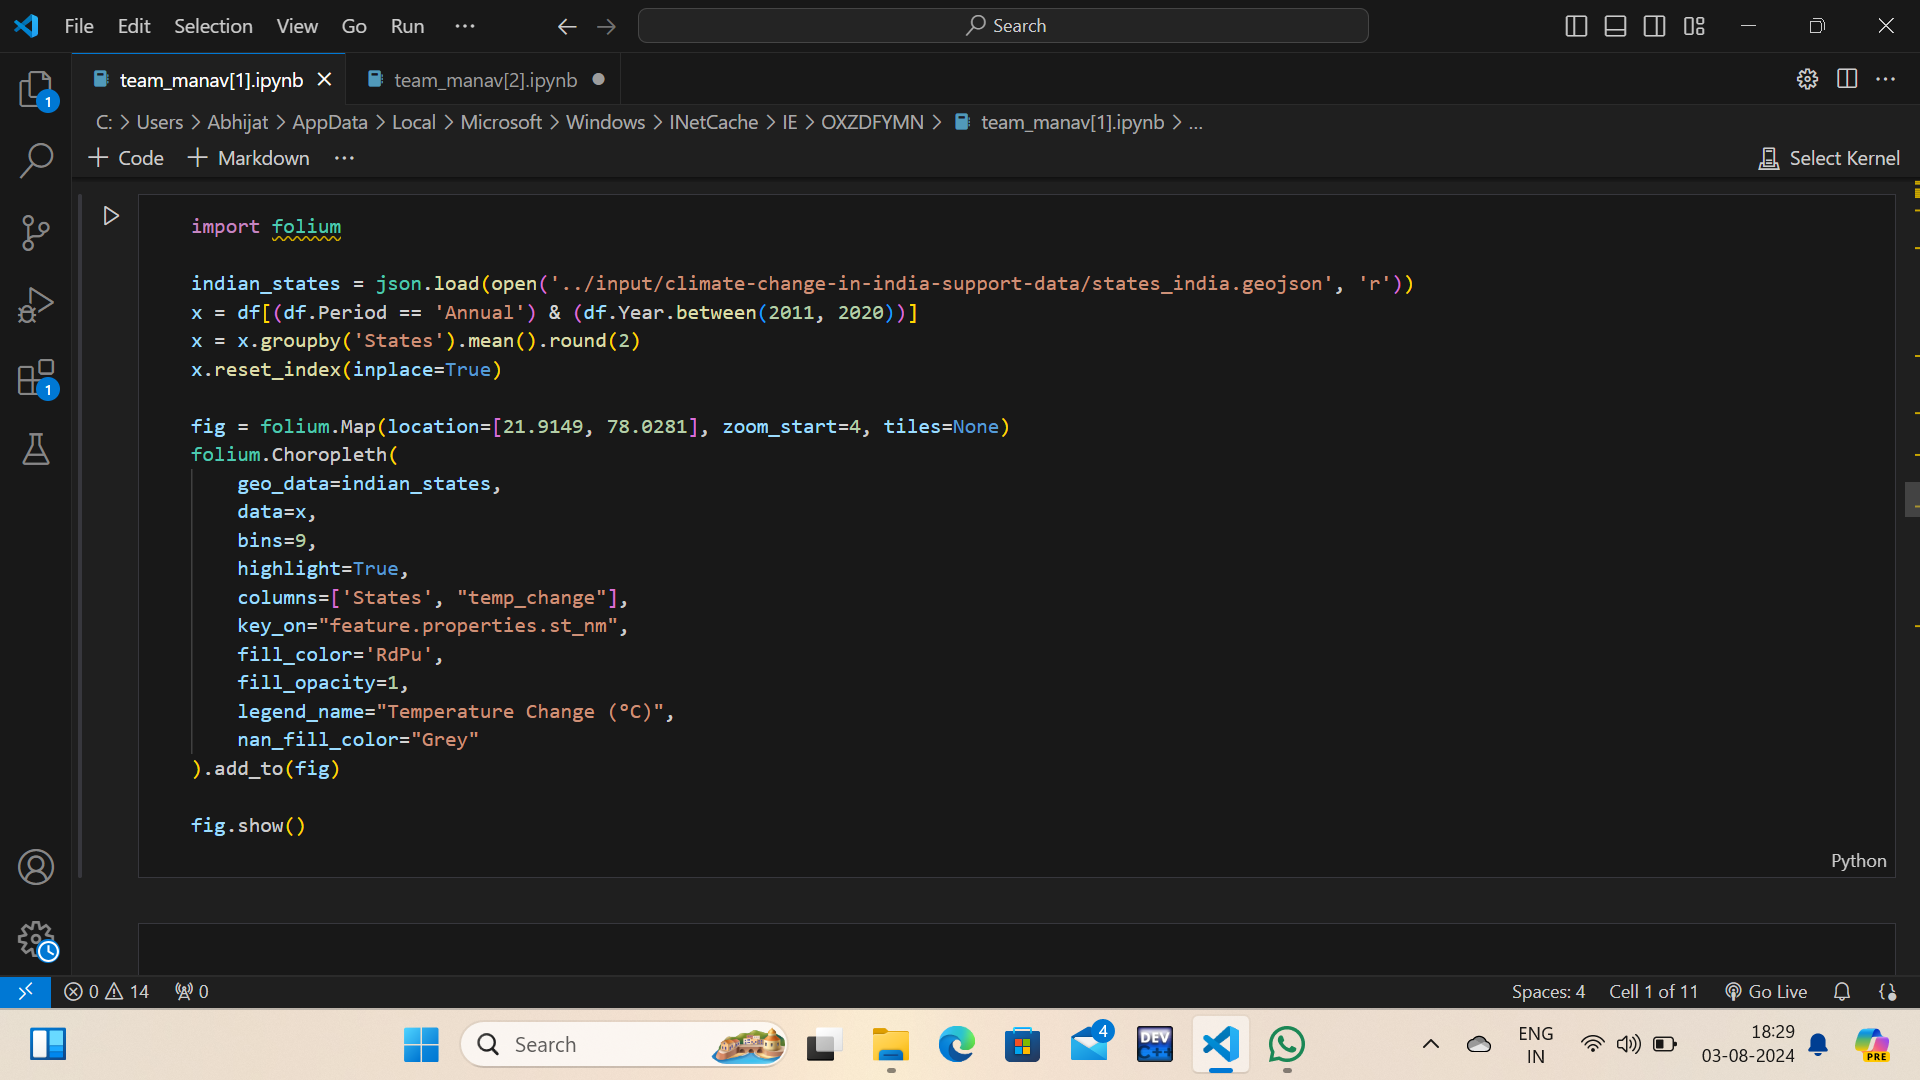 File Edit Selection View Go Run ··· Search
team_manav[1].ipynb team_manav[2].ipynb
C: > Users > Abhijat > AppData > Local > Microsoft > Windows > INetCache > IE > OXZDFYMN > team_manav[1].ipynb > ...
+ Code + Markdown ··· Select Kernel
import folium
indian_states = json.load(open('../input/climate-change-in-india-support-data/states_india.geojson', 'r'))
x = df[(df.Period == 'Annual') & (df.Year.between(2011, 2020))]
x = x.groupby('States').mean().round(2)
x.reset_index(inplace=True)
fig = folium.Map(location=[21.9149, 78.0281], zoom_start=4, tiles=None)
folium.Choropleth(
    geo_data=indian_states,
    data=x,
    bins=9,
    highlight=True,
    columns=['States', "temp_change"],
    key_on="feature.properties.st_nm",
    fill_color='RdPu',
    fill_opacity=1,
    legend_name="Temperature Change (°C)",
    nan_fill_color="Grey"
).add_to(fig)
fig.show()
Python
1
1
0 14 0 Spaces: 4 Cell 1 of 11 Go Live
Search DEV C++ 4 ENG IN 18:29 03-08-2024 PRE